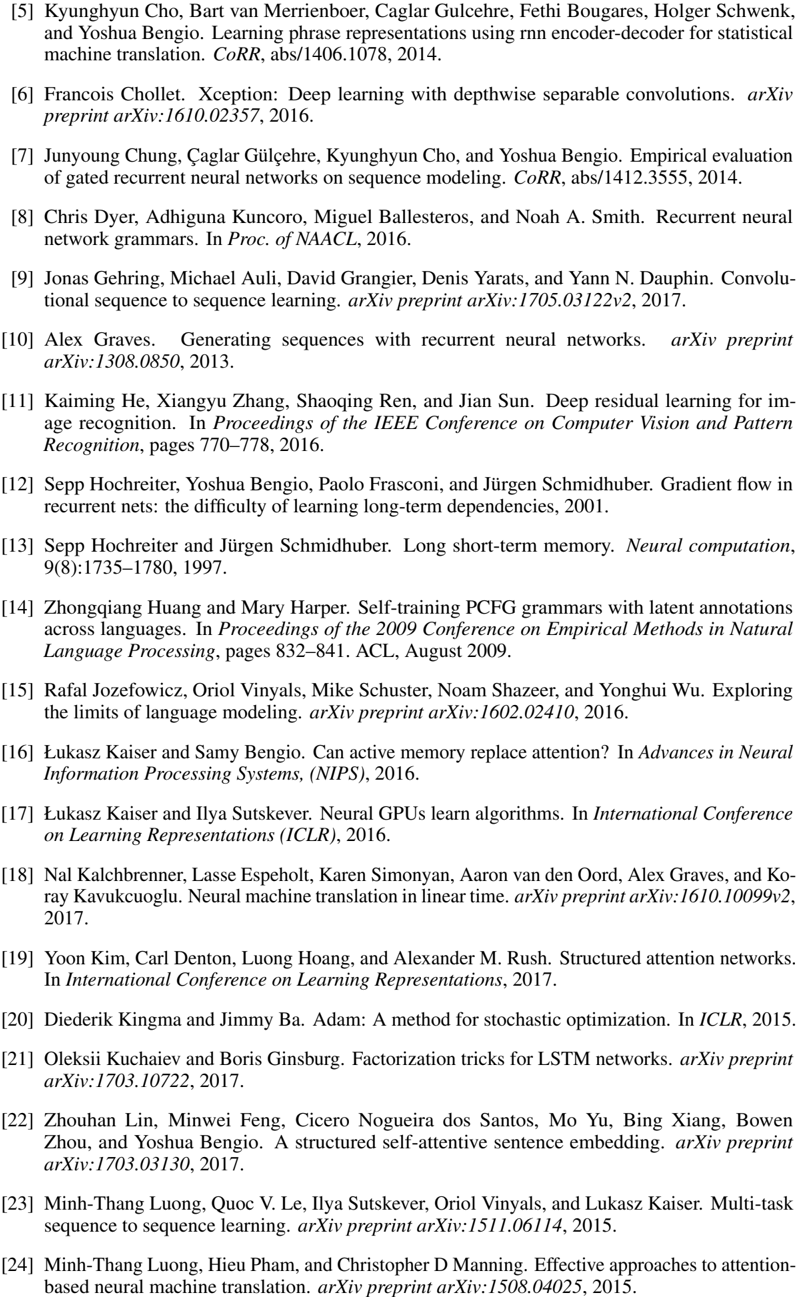 [5] Kyunghyun Cho, Bart van Merrienboer, Caglar Gulcehre, Fethi Bougares, Holger Schwenk,
and Yoshua Bengio. Learning phrase representations using rnn encoder-decoder for statistical
machine translation. CoRR, abs/1406.1078, 2014.
[6] Francois Chollet. Xception: Deep learning with depthwise separable convolutions. arXiv
preprint arXiv:1610.02357, 2016.
[7] Junyoung Chung, Çaglar Gülçehre, Kyunghyun Cho, and Yoshua Bengio. Empirical evaluation
of gated recurrent neural networks on sequence modeling. CoRR, abs/1412.3555, 2014.
[8] Chris Dyer, Adhiguna Kuncoro, Miguel Ballesteros, and Noah A. Smith. Recurrent neural
network grammars. In Proc. of NAACL, 2016.
[9] Jonas Gehring, Michael Auli, David Grangier, Denis Yarats, and Yann N. Dauphin. Convolu-
tional sequence to sequence learning. arXiv preprint arXiv:1705.03122v2, 2017.
[10] Alex Graves. Generating sequences with recurrent neural networks. arXiv preprint
arXiv:1308.0850, 2013.
[11] Kaiming He, Xiangyu Zhang, Shaoqing Ren, and Jian Sun. Deep residual learning for im-
age recognition. In Proceedings of the IEEE Conference on Computer Vision and Pattern
Recognition, pages 770–778, 2016.
[12] Sepp Hochreiter, Yoshua Bengio, Paolo Frasconi, and Jürgen Schmidhuber. Gradient flow in
recurrent nets: the difficulty of learning long-term dependencies, 2001.
[13] Sepp Hochreiter and Jürgen Schmidhuber. Long short-term memory. Neural computation,
9(8):1735–1780, 1997.
[14] Zhongqiang Huang and Mary Harper. Self-training PCFG grammars with latent annotations
across languages. In Proceedings of the 2009 Conference on Empirical Methods in Natural
Language Processing, pages 832–841. ACL, August 2009.
[15] Rafal Jozefowicz, Oriol Vinyals, Mike Schuster, Noam Shazeer, and Yonghui Wu. Exploring
the limits of language modeling. arXiv preprint arXiv:1602.02410, 2016.
[16] Łukasz Kaiser and Samy Bengio. Can active memory replace attention? In Advances in Neural
Information Processing Systems, (NIPS), 2016.
[17] Łukasz Kaiser and Ilya Sutskever. Neural GPUs learn algorithms. In International Conference
on Learning Representations (ICLR), 2016.
[18] Nal Kalchbrenner, Lasse Espeholt, Karen Simonyan, Aaron van den Oord, Alex Graves, and Ko-
ray Kavukcuoglu. Neural machine translation in linear time. arXiv preprint arXiv:1610.10099v2,
2017.
[19] Yoon Kim, Carl Denton, Luong Hoang, and Alexander M. Rush. Structured attention networks.
In International Conference on Learning Representations, 2017.
[20] Diederik Kingma and Jimmy Ba. Adam: A method for stochastic optimization. In ICLR, 2015.
[21] Oleksii Kuchaiev and Boris Ginsburg. Factorization tricks for LSTM networks. arXiv preprint
arXiv:1703.10722, 2017.
[22] Zhouhan Lin, Minwei Feng, Cicero Nogueira dos Santos, Mo Yu, Bing Xiang, Bowen
Zhou, and Yoshua Bengio. A structured self-attentive sentence embedding. arXiv preprint
arXiv:1703.03130, 2017.
[23] Minh-Thang Luong, Quoc V. Le, Ilya Sutskever, Oriol Vinyals, and Lukasz Kaiser. Multi-task
sequence to sequence learning. arXiv preprint arXiv:1511.06114, 2015.
[24] Minh-Thang Luong, Hieu Pham, and Christopher D Manning. Effective approaches to attention-
based neural machine translation. arXiv preprint arXiv:1508.04025, 2015.